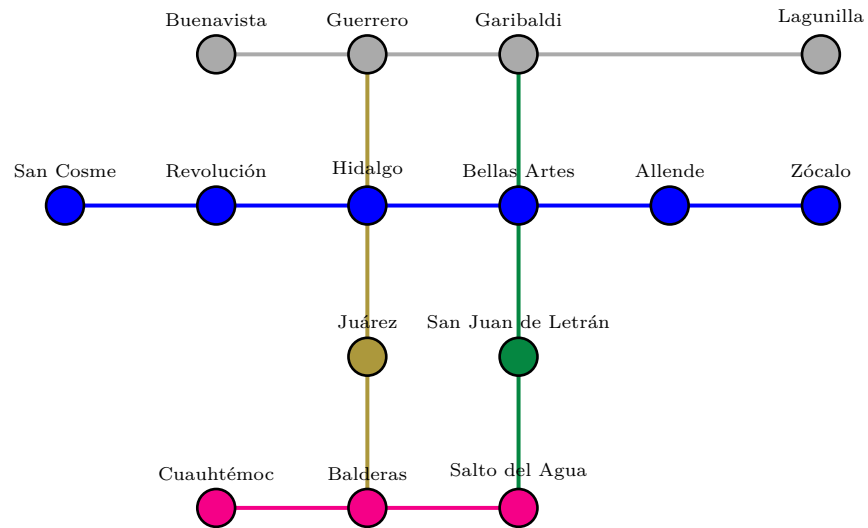 Buenavista
Guerrero
Garibaldi
Lagunilla
San Cosme
Revolución
Hidalgo
Bellas Artes
Allende
Zócalo
Juárez
San Juan de Letrán
Cuauhtémoc
Balderas
Salto del Agua